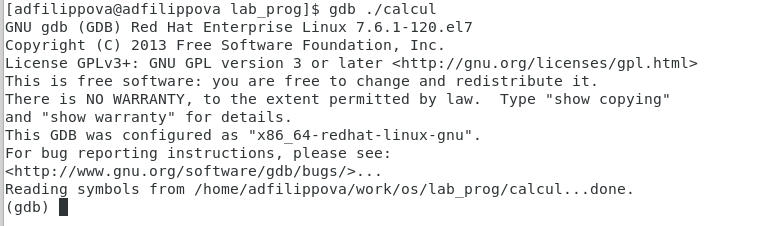 [adfilippova@adfilippova lab_prog]$ gdb ./calcul
GNU gdb (GDB) Red Hat Enterprise Linux 7.6.1-120.el7
Copyright (C) 2013 Free Software Foundation, Inc.
License GPLv3+: GNU GPL version 3 or later <http://gnu.org/licenses/gpl.html>
This is free software: you are free to change and redistribute it.
There is NO WARRANTY, to the extent permitted by law.  Type "show copying"
and "show warranty" for details.
This GDB was configured as "x86_64-redhat-linux-gnu".
For bug reporting instructions, please see:
<http://www.gnu.org/software/gdb/bugs/>...
Reading symbols from /home/adfilippova/work/os/lab_prog/calcul...done.
(gdb)